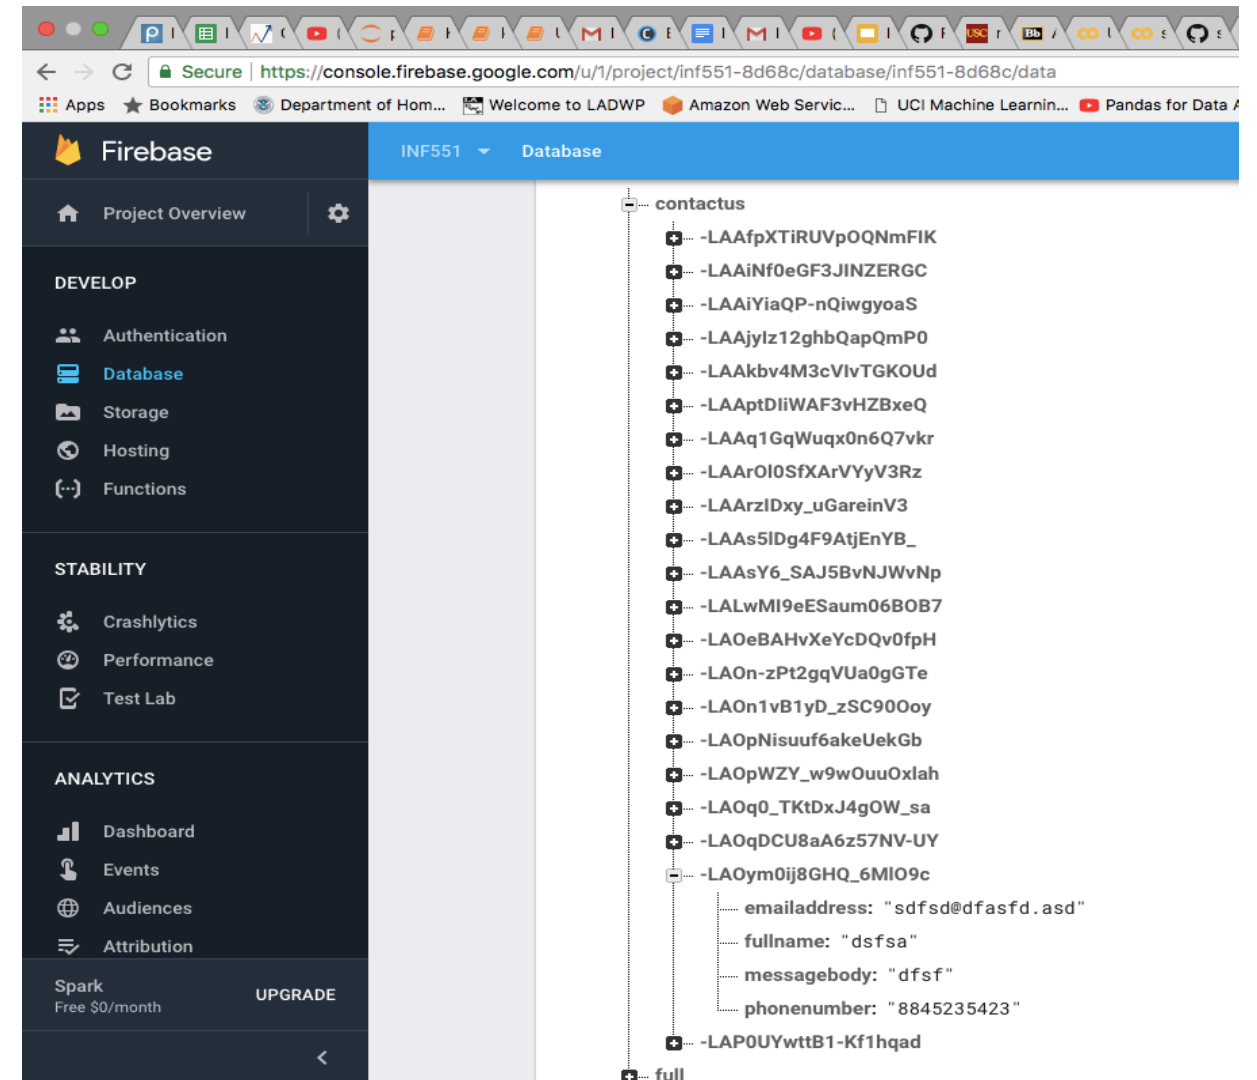 Secure | https://console.firebase.google.com/u/1/project/inf551-8d68c/database/inf551-8d68c/data
Apps Bookmarks Department of Hom... Welcome to LADWP Amazon Web Servic... UCI Machine Learnin... Pandas for Data A
Firebase
INF551 Database
Project Overview
DEVELOP
Authentication
Database
Storage
Hosting
Functions
STABILITY
Crashlytics
Performance
Test Lab
ANALYTICS
Dashboard
Events
Audiences
Attribution
Spark
Free $0/month
UPGRADE
contactus
-LAAfpXTiRUVpOQNmFIK
-LAAiNf0eGF3JINZERGC
-LAAiYiaQP-nQiwgyoaS
-LAAjylz12ghbQapQmP0
-LAAkbv4M3cVIvTGKOUd
-LAAptDIiWAF3vHZBxeQ
-LAAq1GqWuqx0n6Q7vkr
-LAArOl0SfXArVYyV3Rz
-LAArzIDxy_uGareinV3
-LAAs5lDg4F9AtjEnYB_
-LAAsY6_SAJ5BvNJWvNp
-LALwMI9eESaum06BOB7
-LAOeBAHvXeYcDQv0fpH
-LAOn-zPt2gqVUa0gGTe
-LAOn1vB1yD_zSC90Ooy
-LAOpNisuuf6akeUekGb
-LAOpWZY_w9wOuuOxlah
-LAOq0_TKtDxJ4gOW_sa
-LAOqDCU8aA6z57NV-UY
-LAOym0ij8GHQ_6MlO9c
emailaddress: "sdfsd@dfasfd.asd"
fullname: "dsfsa"
messagebody: "dfsf"
phonenumber: "8845235423"
-LAP0UYwttB1-Kf1hqad
full